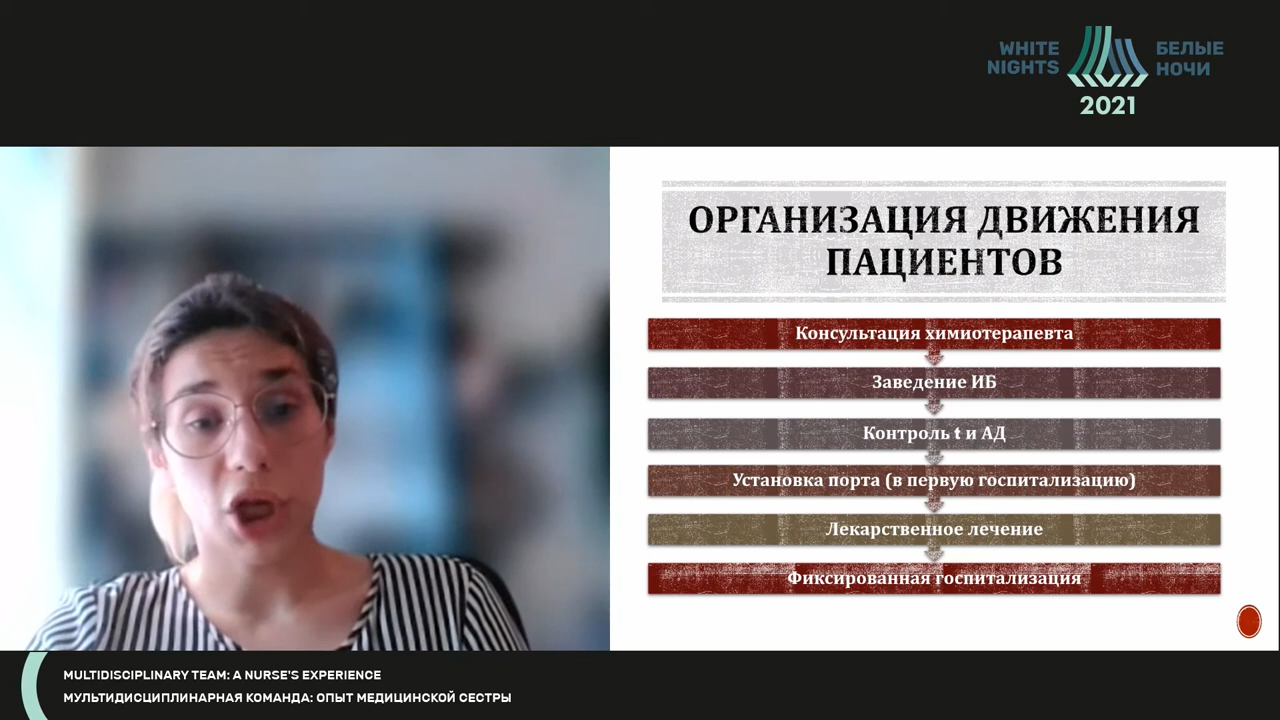 WHITE
NIGHTS
БЕЛЫЕ
НОЧИ
2021
ОРГАНИЗАЦИЯ ДВИЖЕНИЯ
ПАЦИЕНТОВ
Консультация химиотерапевта
Заведение ИБ
Контроль t и АД
Установка порта (в первую госпитализацию)
Лекарственное лечение
Фиксированная госпитализация
MULTIDISCIPLINARY TEAM: A NURSE'S EXPERIENCE
МУЛЬТИДИСЦИПЛИНАРНАЯ КОМАНДА: ОПЫТ МЕДИЦИНСКОЙ СЕСТРЫ